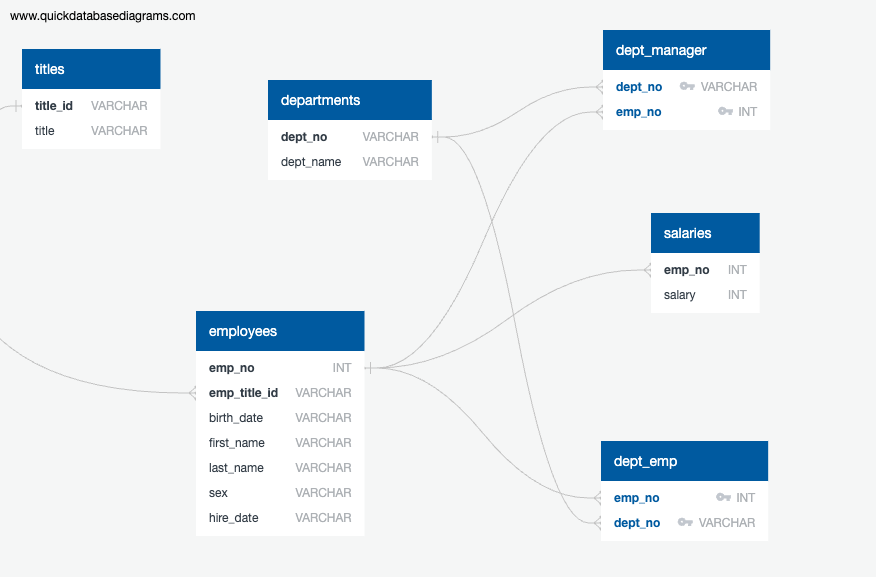 www.quickdatabasediagrams.com
titles
title_id VARCHAR
title VARCHAR
departments
dept_no VARCHAR
dept_name VARCHAR
dept_manager
dept_no VARCHAR
emp_no INT
salaries
emp_no INT
salary INT
employees
emp_no INT
emp_title_id VARCHAR
birth_date VARCHAR
first_name VARCHAR
last_name VARCHAR
sex VARCHAR
hire_date VARCHAR
dept_emp
emp_no INT
dept_no VARCHAR